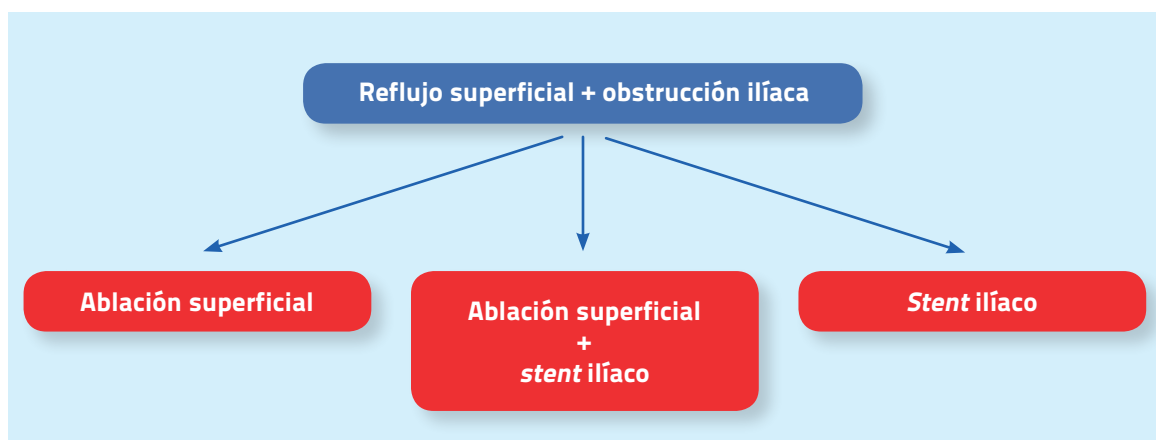 Reflujo superficial + obstrucción ilíaca
Ablación superficial
Ablación superficial
+
stent ilíaco
Stent ilíaco